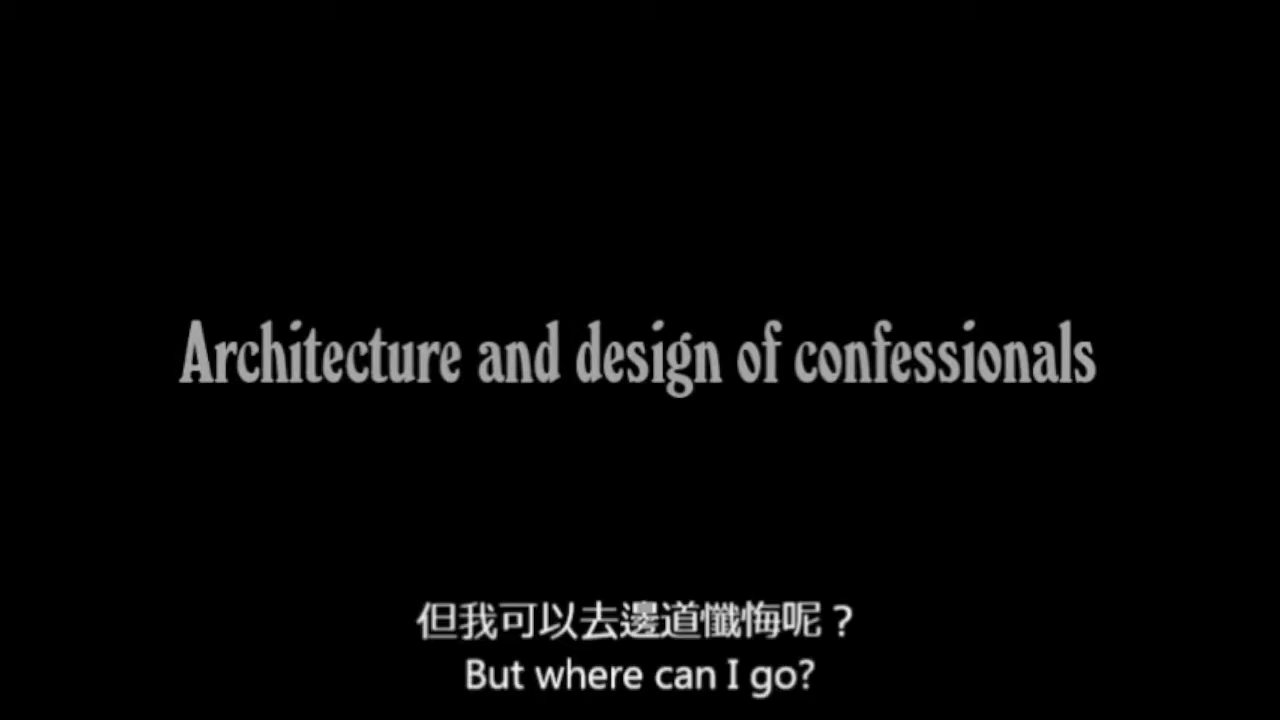 Architecture and design of confessionals
但我可以去邊道懺悔呢？
But where can I go?